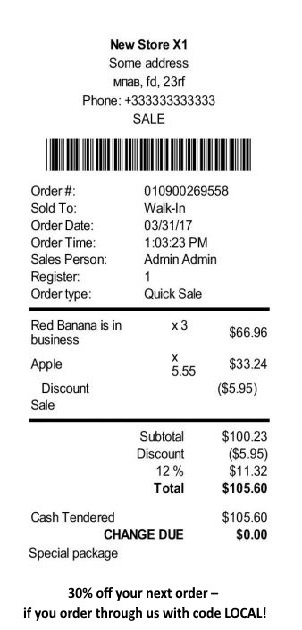 New Store X1
Some address
мпав, fd, 23rf
Phone: +333333333333
SALE
Order #: 010900269558
Sold To: Walk-In
Order Date: 03/31/17
Order Time: 1:03:23 PM
Sales Person: Admin Admin
Register: 1
Order type: Quick Sale
Red Banana is in business x 3 $66.96
Apple x 5.55 $33.24
Discount ($5.95)
Sale
Subtotal $100.23
Discount ($5.95)
12 % $11.32
Total $105.60
Cash Tendered $105.60
CHANGE DUE $0.00
Special package
30% off your next order –
if you order through us with code LOCAL!